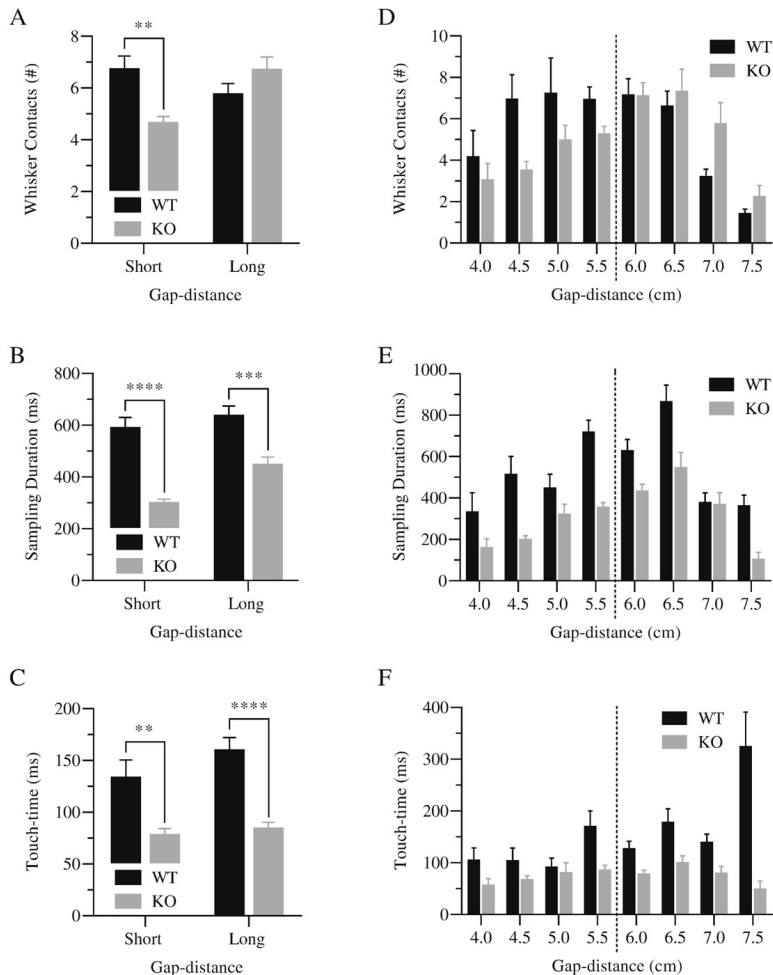 A
**
8
6
4
2
0
Whisker Contacts (#)
WT
KO
Short Long
Gap-distance
D
10
8
6
4
2
0
Whisker Contacts (#)
WT
KO
4.0 4.5 5.0 5.5 6.0 6.5 7.0 7.5
Gap-distance (cm)
B
**** ***
800
600
400
200
0
Sampling Duration (ms)
WT
KO
Short Long
Gap-distance
E
1000
800
600
400
200
0
Sampling Duration (ms)
WT
KO
4.0 4.5 5.0 5.5 6.0 6.5 7.0 7.5
Gap-distance (cm)
C
** ****
200
150
100
50
0
Touch-time (ms)
WT
KO
Short Long
Gap-distance
F
400
300
200
100
0
Touch-time (ms)
WT
KO
4.0 4.5 5.0 5.5 6.0 6.5 7.0 7.5
Gap-distance (cm)